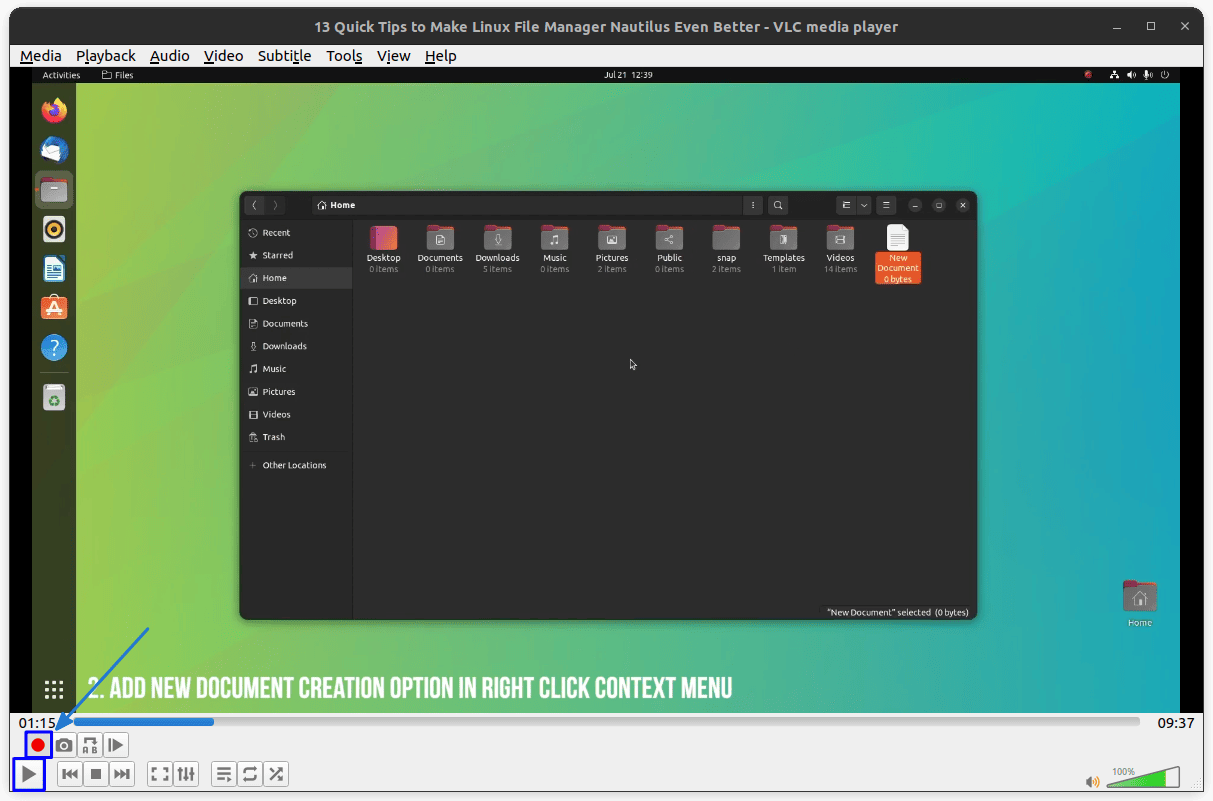 13 Quick Tips to Make Linux File Manager Nautilus Even Better - VLC media player
Media Playback Audio Video Subtitle Tools View Help
Activities Files Jul 21 12:39
Home
Recent
Starred
Home
Desktop
Documents
Downloads
Music
Pictures
Videos
Trash
Other Locations
Desktop Documents Downloads Music Pictures Public snap Templates Videos New Document
0 items 0 items 5 items 0 items 2 items 0 items 2 items 1 item 14 items 0 bytes
"New Document" selected (0 bytes)
Home
2. ADD NEW DOCUMENT CREATION OPTION IN RIGHT CLICK CONTEXT MENU
01:15 09:37
A B
100%